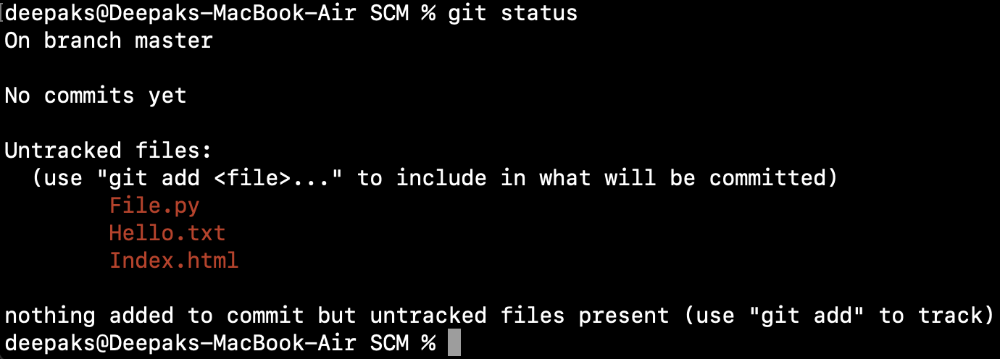 deepaks@Deepaks-MacBook-Air SCM % git status
On branch master
No commits yet
Untracked files:
(use "git add <file>..." to include in what will be committed)
File.py
Hello.txt
Index.html
nothing added to commit but untracked files present (use "git add" to track)
deepaks@Deepaks-MacBook-Air SCM %